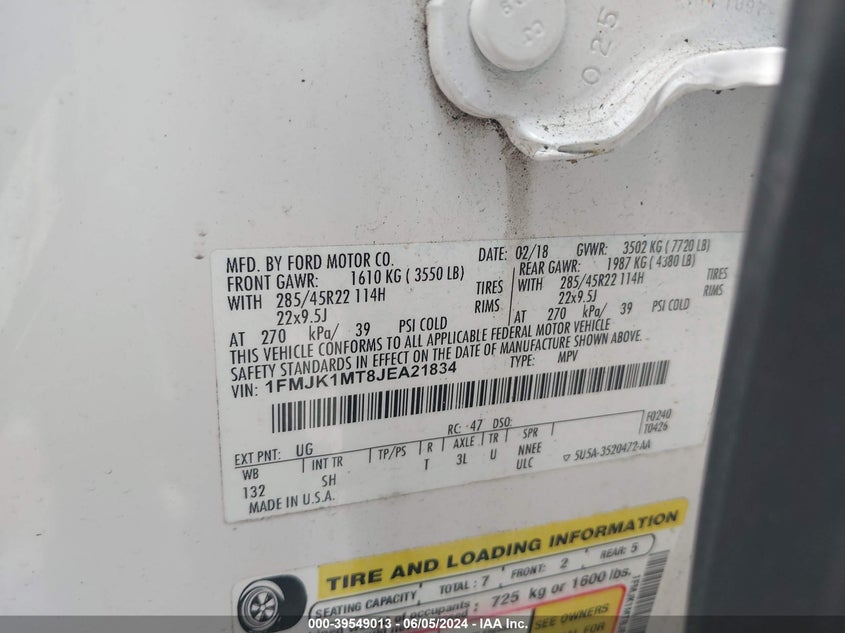 025
MFD. BY FORD MOTOR CO. DATE: 02/18 GVWR: 3502 KG ( 7720 LB)
FRONT GAWR: 1610 KG ( 3550 LB) REAR GAWR: 1987 KG ( 4380 LB)
WITH 285/45R22 114H TIRES WITH 285/45R22 114H TIRES
22x9.5J RIMS 22x9.5J RIMS
AT 270 kPa/ 39 PSI COLD AT 270 kPa/ 39 PSI COLD
THIS VEHICLE CONFORMS TO ALL APPLICABLE FEDERAL MOTOR VEHICLE
SAFETY STANDARDS IN EFFECT ON THE DATE OF MANUFACTURE SHOWN ABOVE.
VIN: 1FMJK1MT8JEA21834 TYPE: MPV
F0240
EXT PNT: UG RC: 47 DSO: T0426
WB INT TR TP/PS R AXLE TR SPR
132 SH T 3L U NNEE
ULC ▽ 5U5A-3520472-AA
MADE IN U.S.A.
TIRE AND LOADING INFORMATION
SEATING CAPACITY TOTAL: 7 FRONT: 2 REAR: 5
of occupants 725 kg or 1600 lbs.
SEE OWNERS
FOR
000-39549013 - 06/05/2024 - IAA Inc.